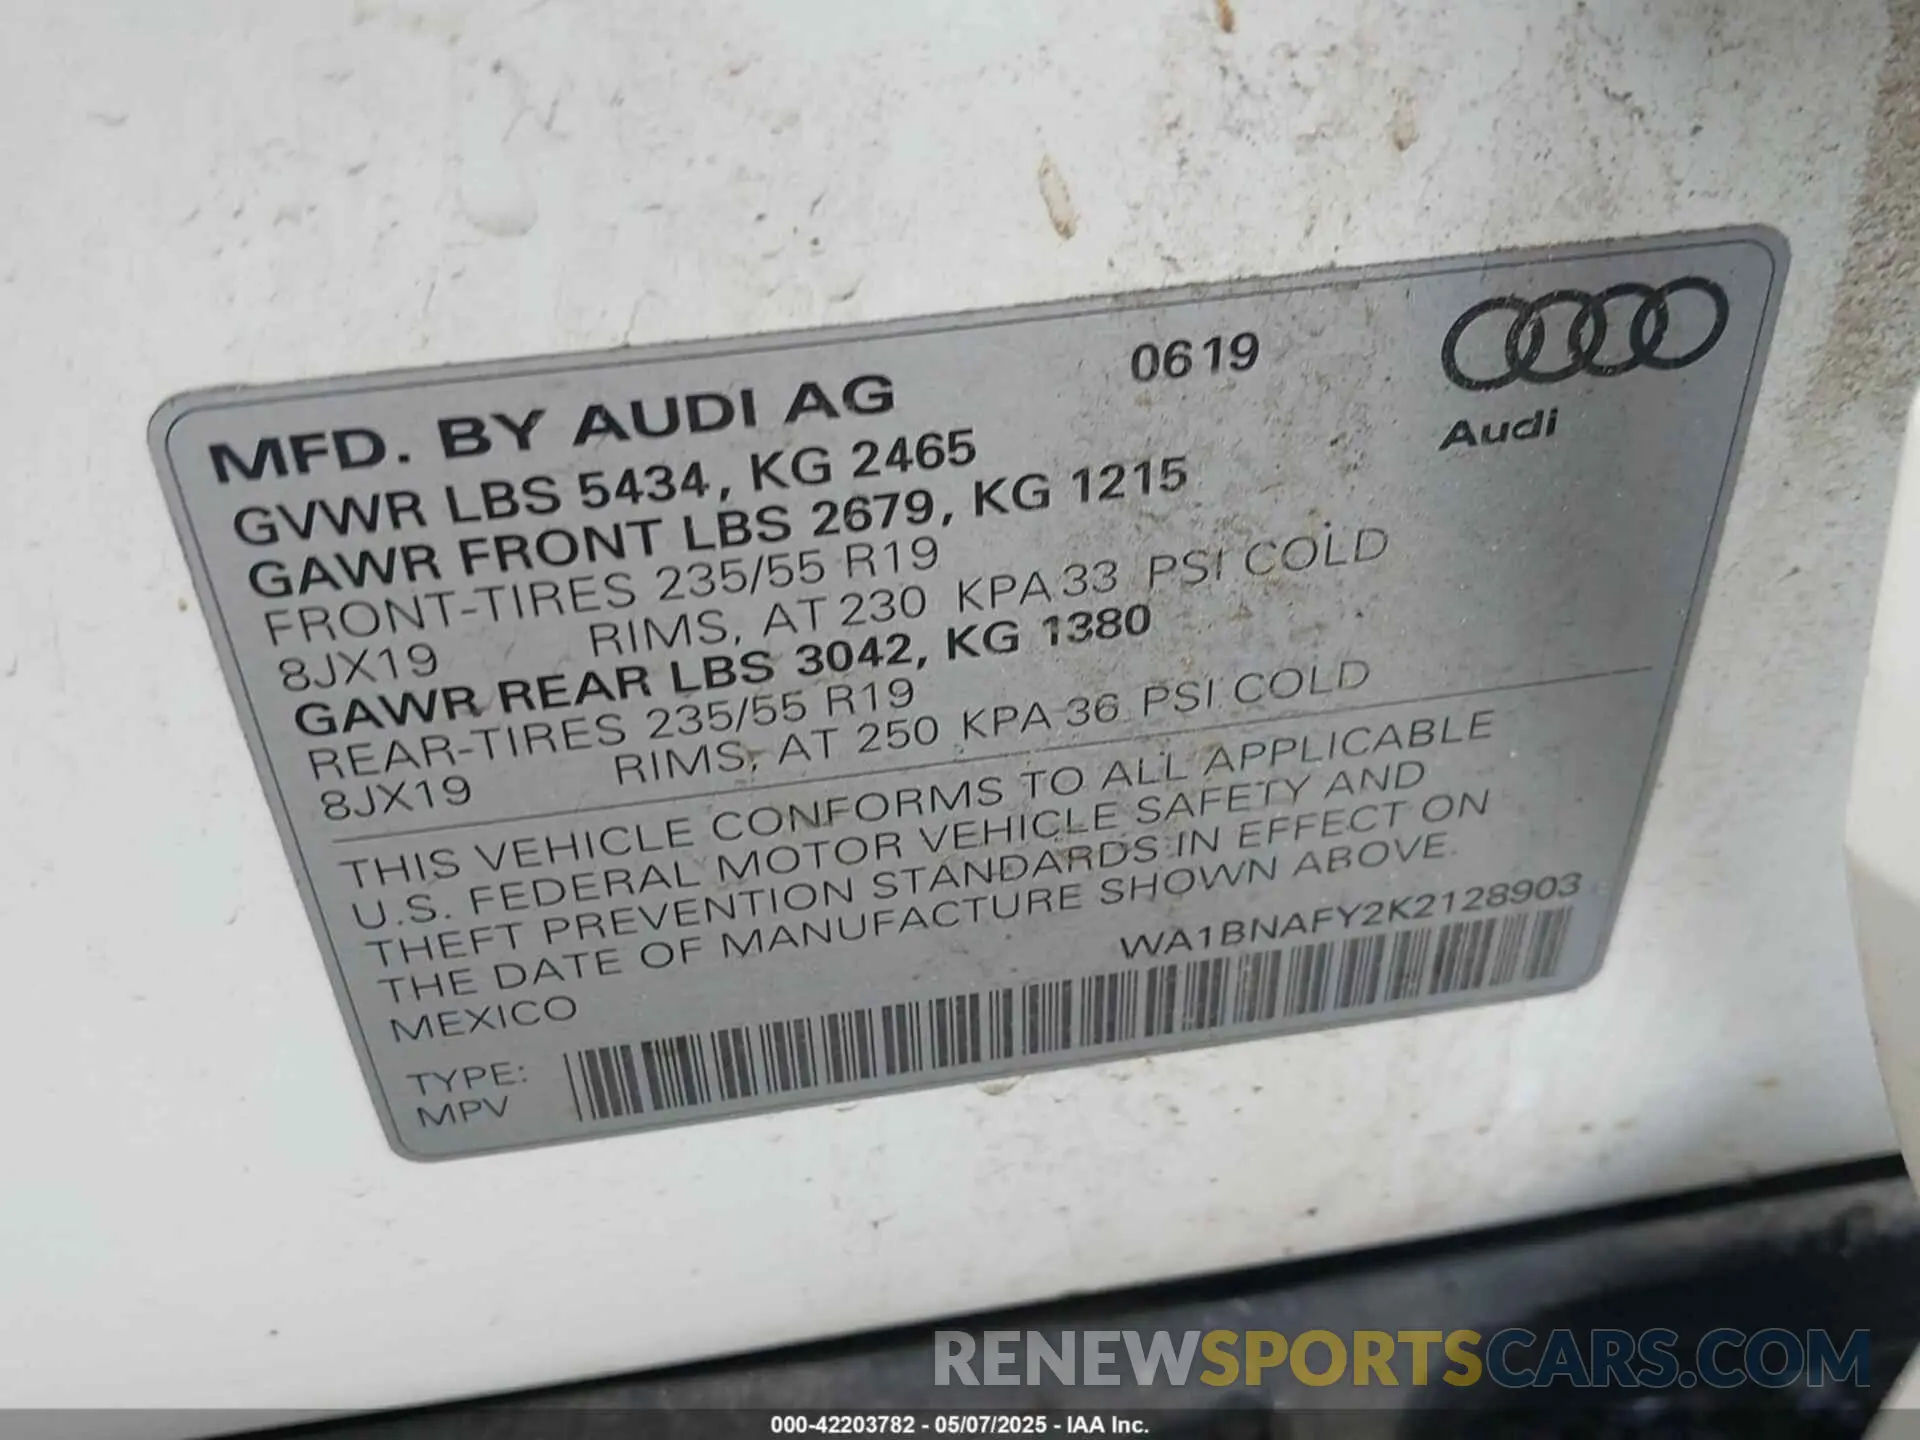 MFD. BY AUDI AG 0619
Audi
GVWR LBS 5434, KG 2465
GAWR FRONT LBS 2679, KG 1215
FRONT-TIRES 235/55 R19
8JX19 RIMS, AT 230 KPA 33 PSI COLD
GAWR REAR LBS 3042, KG 1380
REAR-TIRES 235/55 R19
8JX19 RIMS, AT 250 KPA 36 PSI COLD
THIS VEHICLE CONFORMS TO ALL APPLICABLE
U.S. FEDERAL MOTOR VEHICLE SAFETY AND
THEFT PREVENTION STANDARDS IN EFFECT ON
THE DATE OF MANUFACTURE SHOWN ABOVE.
MEXICO WA1BNAFY2K2128903
TYPE:
MPV
RENEWSPORTSCARS.COM
000-42203782 - 05/07/2025 - IAA Inc.